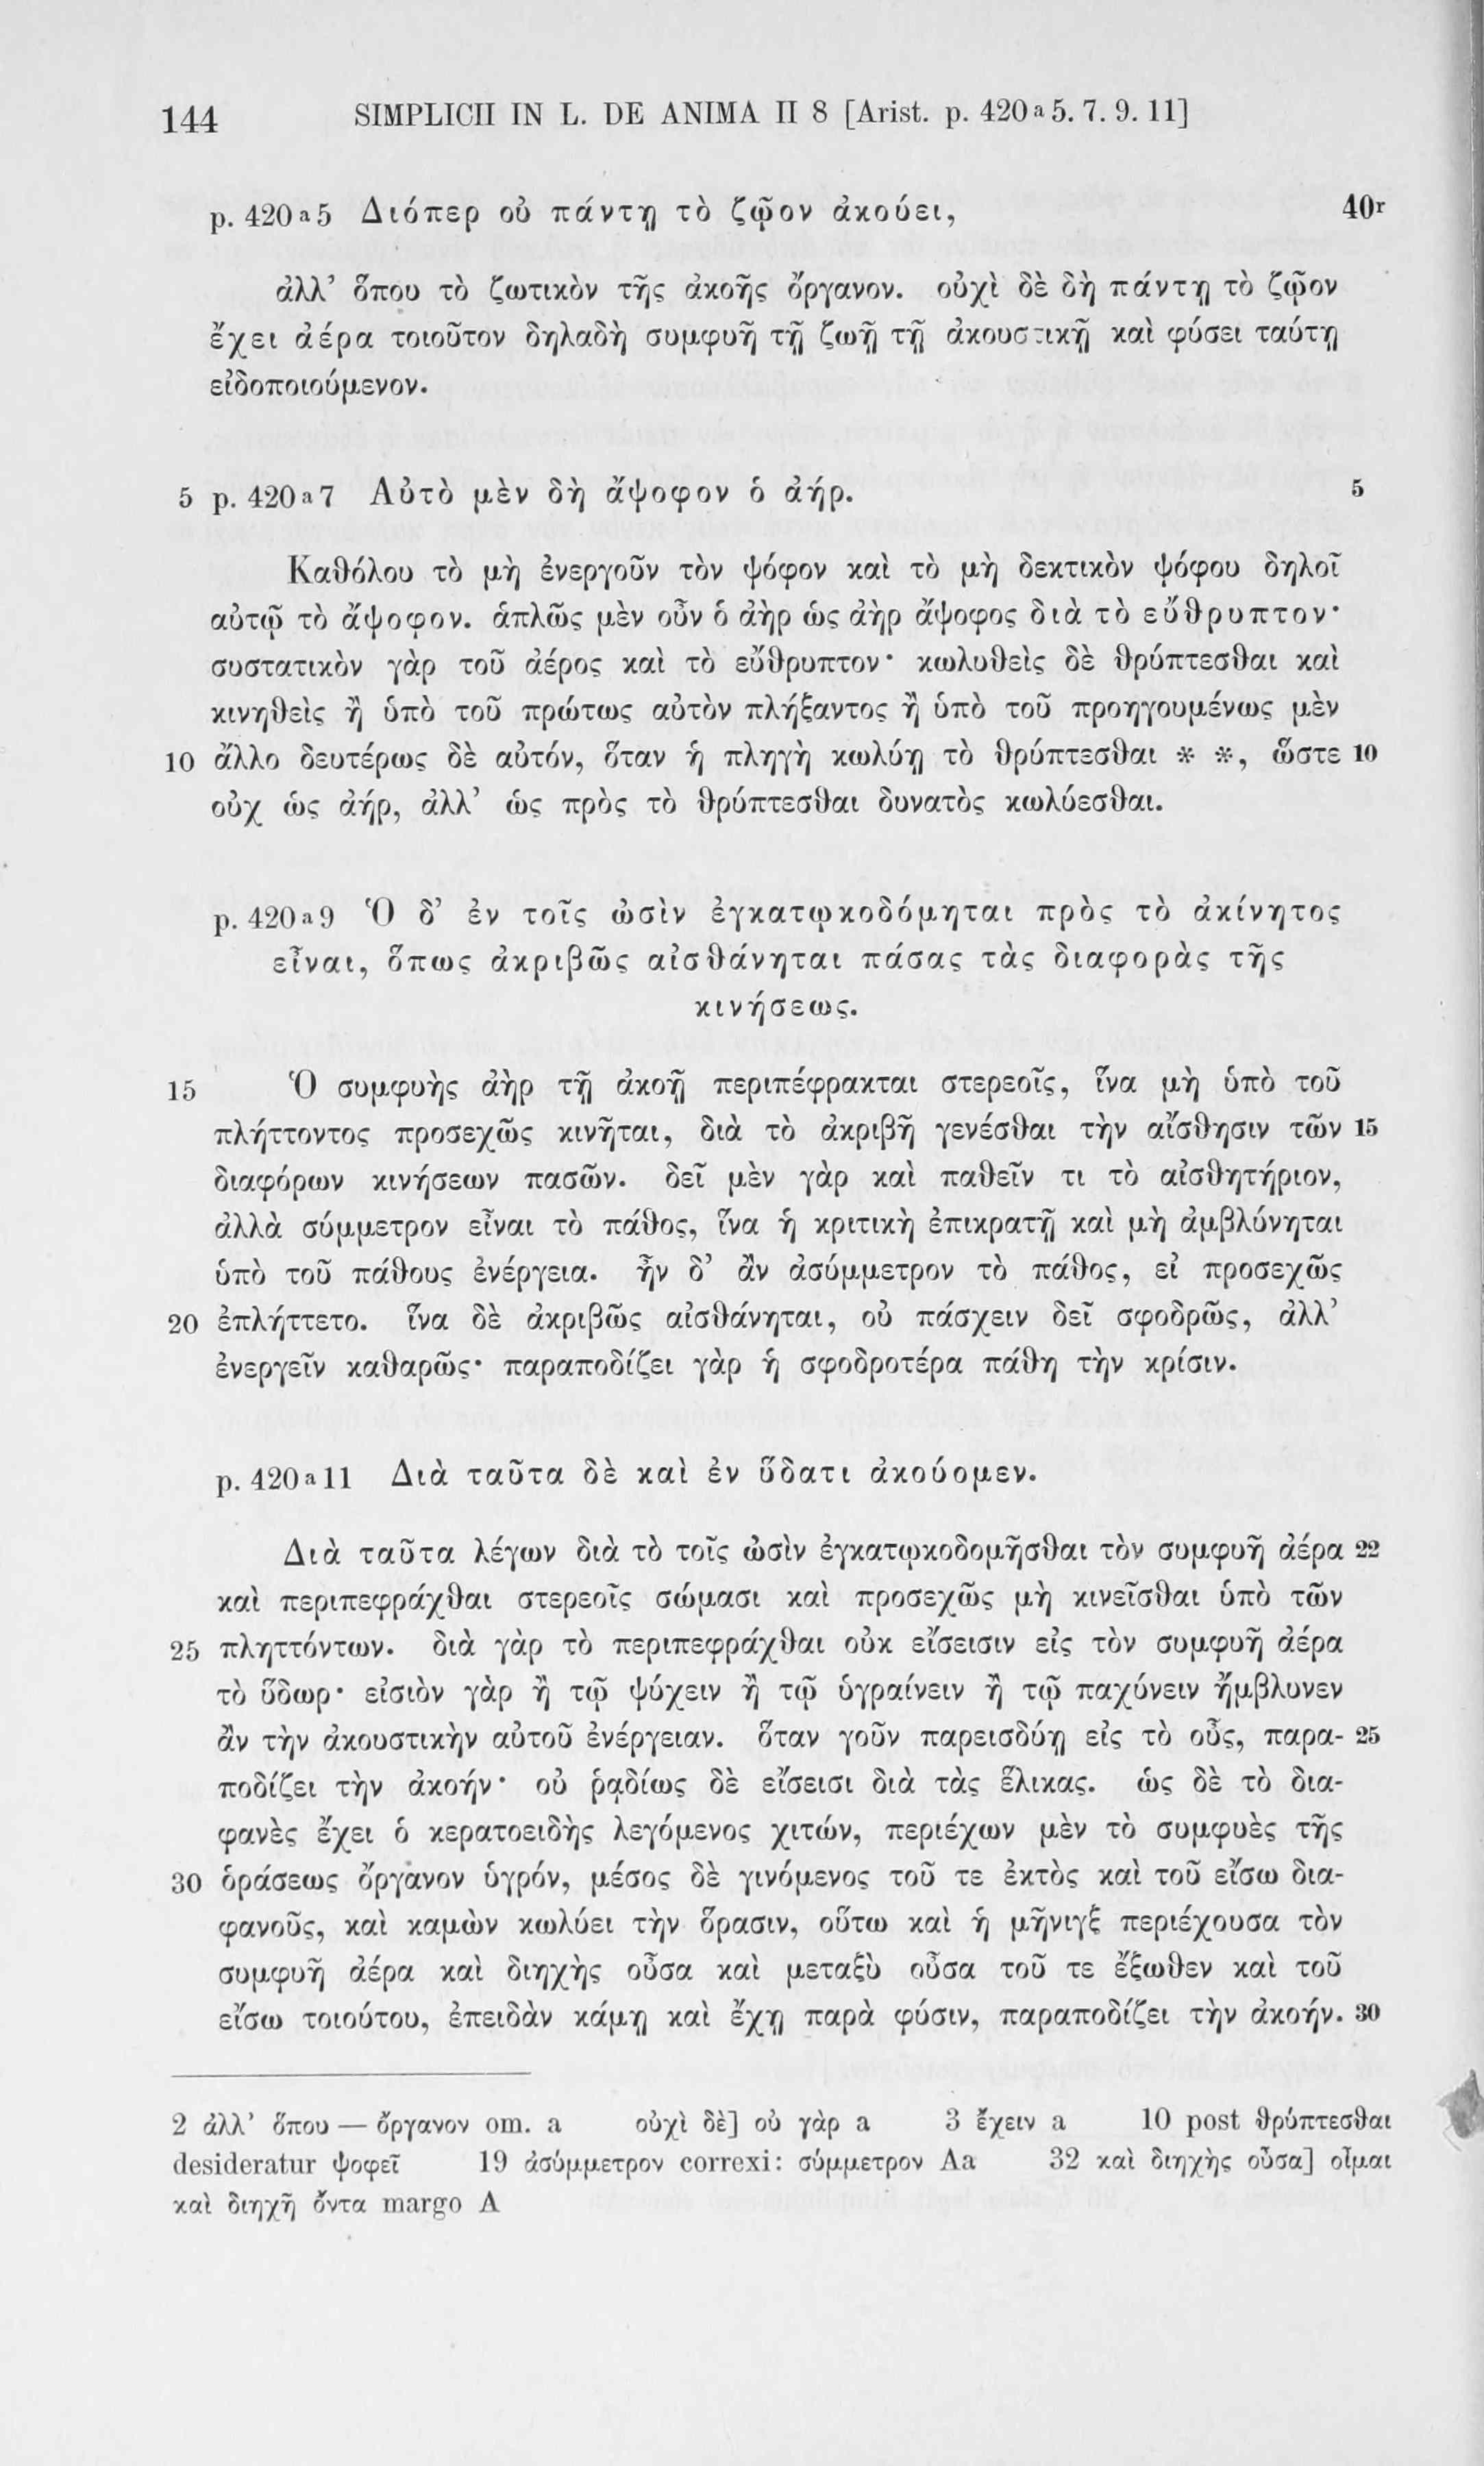 144 SIMPLICII IN L. DE ANIMA II 8 [Arist. p. 420 a 5. 7. 9. 11]
p. 420 a 5 Διόπερ οὐ πάντῃ τὸ ζῷον ἀκούει, 40r
ἀλλ’ ὅπου τὸ ζωτικὸν τῆς ἀκοῆς ὄργανον. οὐχὶ δὲ δὴ πάντῃ τὸ ζῷον
ἔχει ἀέρα τοιοῦτον δηλαδὴ συμφυῆ τῇ ζωῇ τῇ ἀκουστικῇ καὶ φύσει ταύτῃ
εἰδοποιούμενον.
5 p. 420 a 7 Αὐτὸ μὲν δὴ ἄψοφον ὁ ἀήρ. 5
Καθόλου τὸ μὴ ἐνεργοῦν τὸν ψόφον καὶ τὸ μὴ δεκτικὸν ψόφου δηλοῖ
αὐτῷ τὸ ἄψοφον. ἁπλῶς μὲν οὖν ὁ ἀὴρ ὡς ἀὴρ ἄψοφος διὰ τὸ εὔθρυπτον·
συστατικὸν γὰρ τοῦ ἀέρος καὶ τὸ εὔθρυπτον· κωλυθεὶς δὲ θρύπτεσθαι καὶ
κινηθεὶς ἢ ὑπὸ τοῦ πρώτως αὐτὸν πλήξαντος ἢ ὑπὸ τοῦ προηγουμένως μὲν
10 ἄλλο δευτέρως δὲ αὐτόν, ὅταν ἡ πληγὴ κωλύῃ τὸ θρύπτεσθαι * *, ὥστε 10
οὐχ ὡς ἀήρ, ἀλλ’ ὡς πρὸς τὸ θρύπτεσθαι δυνατὸς κωλύεσθαι.
p. 420 a 9 Ὁ δ’ ἐν τοῖς ὠσὶν ἐγκατῳκοδόμηται πρὸς τὸ ἀκίνητος
εἶναι, ὅπως ἀκριβῶς αἰσθάνηται πάσας τὰς διαφορὰς τῆς
κινήσεως.
15 Ὁ συμφυὴς ἀὴρ τῇ ἀκοῇ περιπέφρακται στερεοῖς, ἵνα μὴ ὑπὸ τοῦ
πλήττοντος προσεχῶς κινῆται, διὰ τὸ ἀκριβῆ γενέσθαι τὴν αἴσθησιν τῶν 15
διαφόρων κινήσεων πασῶν. δεῖ μὲν γὰρ καὶ παθεῖν τι τὸ αἰσθητήριον,
ἀλλὰ σύμμετρον εἶναι τὸ πάθος, ἵνα ἡ κριτικὴ ἐπικρατῇ καὶ μὴ ἀμβλύνηται
ὑπὸ τοῦ πάθους ἐνέργεια. ἦν δ’ ἂν ἀσύμμετρον τὸ πάθος, εἰ προσεχῶς
20 ἐπλήττετο. ἵνα δὲ ἀκριβῶς αἰσθάνηται, οὐ πάσχειν δεῖ σφοδρῶς, ἀλλ’
ἐνεργεῖν καθαρῶς· παραποδίζει γὰρ ἡ σφοδροτέρα πάθη τὴν κρίσιν.
p. 420 a 11 Διὰ ταῦτα δὲ καὶ ἐν ὕδατι ἀκούομεν.
Διὰ ταῦτα λέγων διὰ τὸ τοῖς ὠσὶν ἐγκατῳκοδομῆσθαι τὸν συμφυῆ ἀέρα 22
καὶ περιπεφράχθαι στερεοῖς σώμασι καὶ προσεχῶς μὴ κινεῖσθαι ὑπὸ τῶν
25 πληττόντων. διὰ γὰρ τὸ περιπεφράχθαι οὐκ εἴσεισιν εἰς τὸν συμφυῆ ἀέρα
τὸ ὕδωρ· εἰσιὸν γὰρ ἢ τῷ ψύχειν ἢ τῷ ὑγραίνειν ἢ τῷ παχύνειν ἤμβλυνεν
ἂν τὴν ἀκουστικὴν αὐτοῦ ἐνέργειαν. ὅταν γοῦν παρεισδύῃ εἰς τὸ οὖς, παρα- 25
ποδίζει τὴν ἀκοήν· οὐ ῥᾳδίως δὲ εἴσεισι διὰ τὰς ἕλικας. ὡς δὲ τὸ δια-
φανὲς ἔχει ὁ κερατοειδὴς λεγόμενος χιτών, περιέχων μὲν τὸ συμφυὲς τῆς
30 ὁράσεως ὄργανον ὑγρόν, μέσος δὲ γινόμενος τοῦ τε ἐκτὸς καὶ τοῦ εἴσω δια-
φανοῦς, καὶ καμὼν κωλύει τὴν ὅρασιν, οὕτω καὶ ἡ μῆνιγξ περιέχουσα τὸν
συμφυῆ ἀέρα καὶ διηχὴς οὖσα καὶ μεταξὺ οὖσα τοῦ τε ἔξωθεν καὶ τοῦ
εἴσω τοιούτου, ἐπειδὰν κάμῃ καὶ ἔχῃ παρὰ φύσιν, παραποδίζει τὴν ἀκοήν. 30
2 ἀλλ’ ὅπου — ὄργανον om. a οὐχὶ δὲ] οὐ γὰρ a 3 ἔχειν a 10 post θρύπτεσθαι
desideratur ψοφεῖ 19 ἀσύμμετρον correxi: σύμμετρον Aa 32 καὶ διηχὴς οὖσα] οἶμαι
καὶ διηχῆ ὄντα margo A